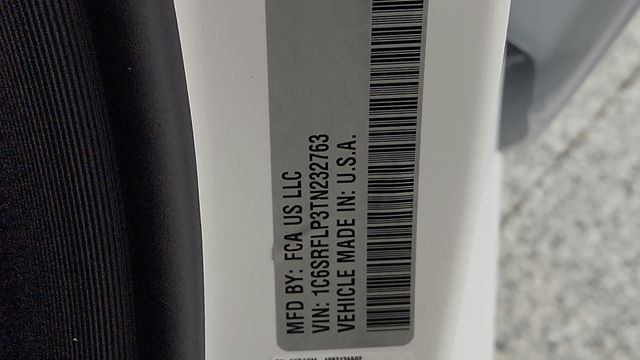 MFD BY: FCA US LLC
VIN: 1C6SRFLP3TN232763
VEHICLE MADE IN: U.S.A.